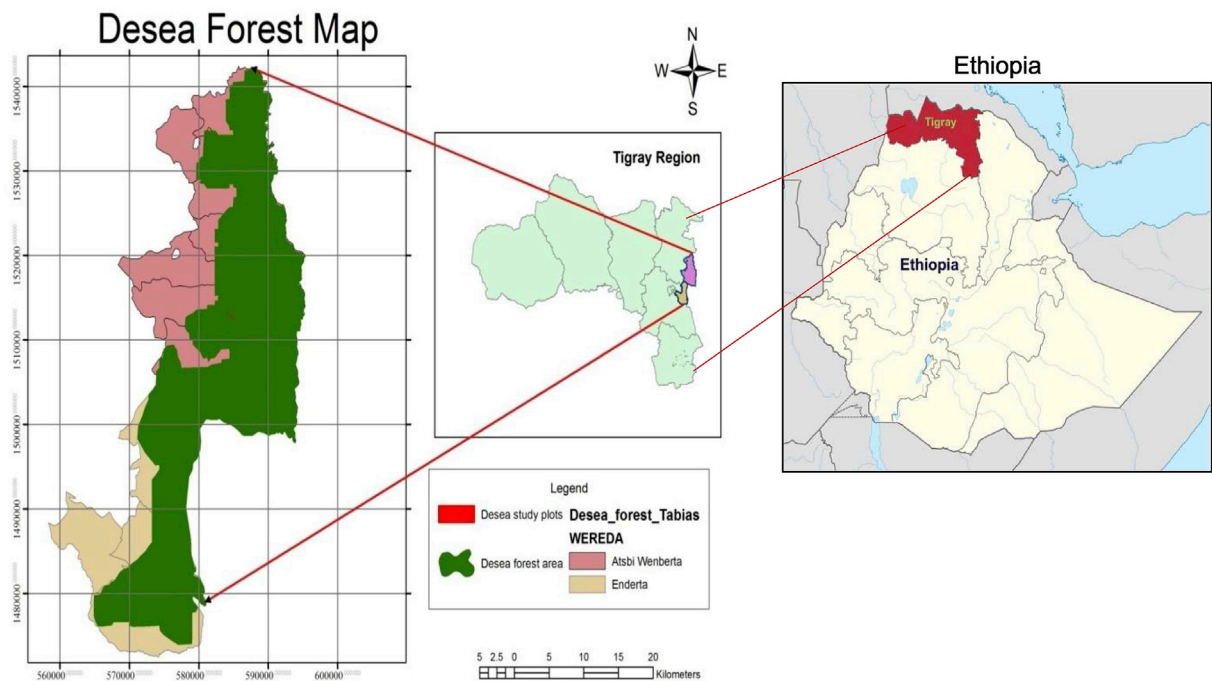 Desea Forest Map
1540000
1530000
1520000
1510000
1500000
1490000
1480000
560000
570000
580000
590000
600000
N
W
E
S
Tigray Region
Legend
Desea study plots
Desea forest area
Desea_forest_Tabias
WEREDA
Atsbi Wenberta
Enderta
5 2.5 0 5 10 15 20
Kilometers
Ethiopia
Tigray
Ethiopia